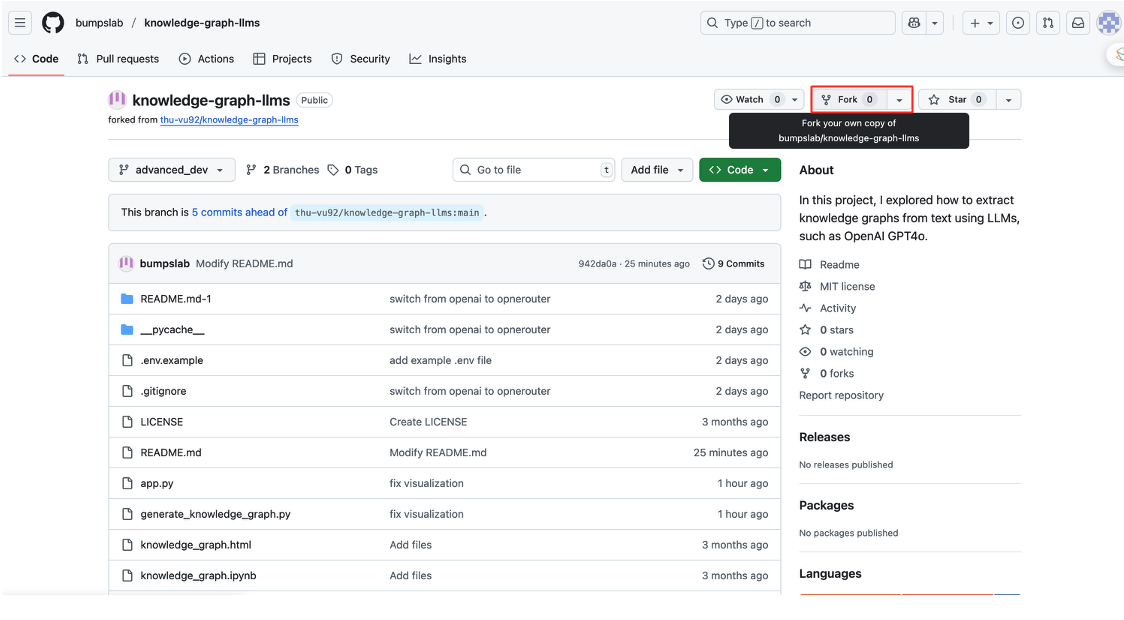 bumpslab / knowledge-graph-llms
Type / to search
Code Pull requests Actions Projects Security Insights
knowledge-graph-llms Public
forked from thu-vu92/knowledge-graph-llms
Watch 0 Fork 0 Star 0
Fork your own copy of
bumpslab/knowledge-graph-llms
advanced_dev 2 Branches 0 Tags Go to file t Add file Code
This branch is 5 commits ahead of thu-vu92/knowledge-graph-llms:main .
bumpslab Modify README.md 942da0a · 25 minutes ago 9 Commits
README.md-1 switch from openai to opnerouter 2 days ago
__pycache__ switch from openai to opnerouter 2 days ago
.env.example add example .env file 2 days ago
.gitignore switch from openai to opnerouter 2 days ago
LICENSE Create LICENSE 3 months ago
README.md Modify README.md 25 minutes ago
app.py fix visualization 1 hour ago
generate_knowledge_graph.py fix visualization 1 hour ago
knowledge_graph.html Add files 3 months ago
knowledge_graph.ipynb Add files 3 months ago
About
In this project, I explored how to extract
knowledge graphs from text using LLMs,
such as OpenAI GPT4o.
Readme
MIT license
Activity
0 stars
0 watching
0 forks
Report repository
Releases
No releases published
Packages
No packages published
Languages